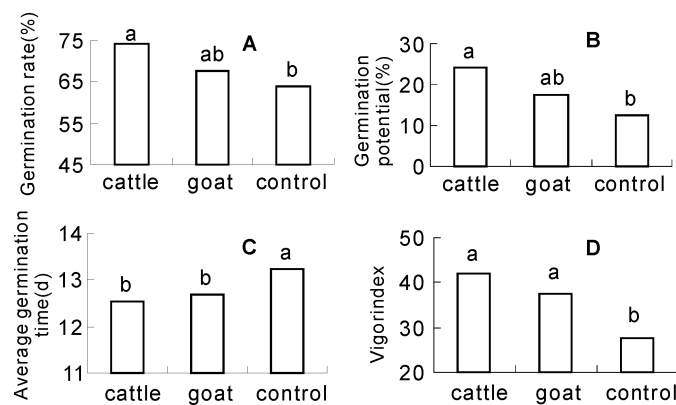 Germination rate(%)
75
65
55
45
a
ab
b
A
cattle goat control
Germination
potential(%)
30
20
10
0
a
ab
b
B
cattle goat control
Average germination
time(d)
14
13
12
11
b
b
a
C
cattle goat control
Vigorindex
50
40
30
20
a
a
b
D
cattle goat control